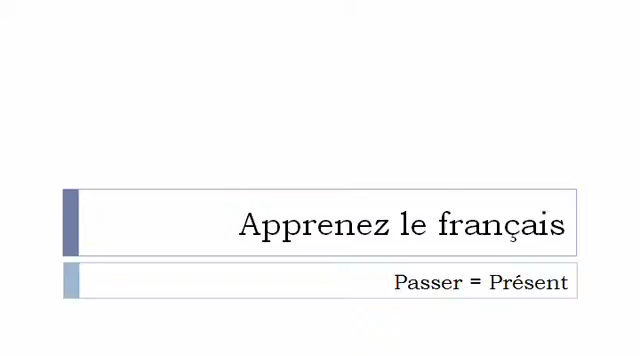 Apprenez le français
Passer = Présent